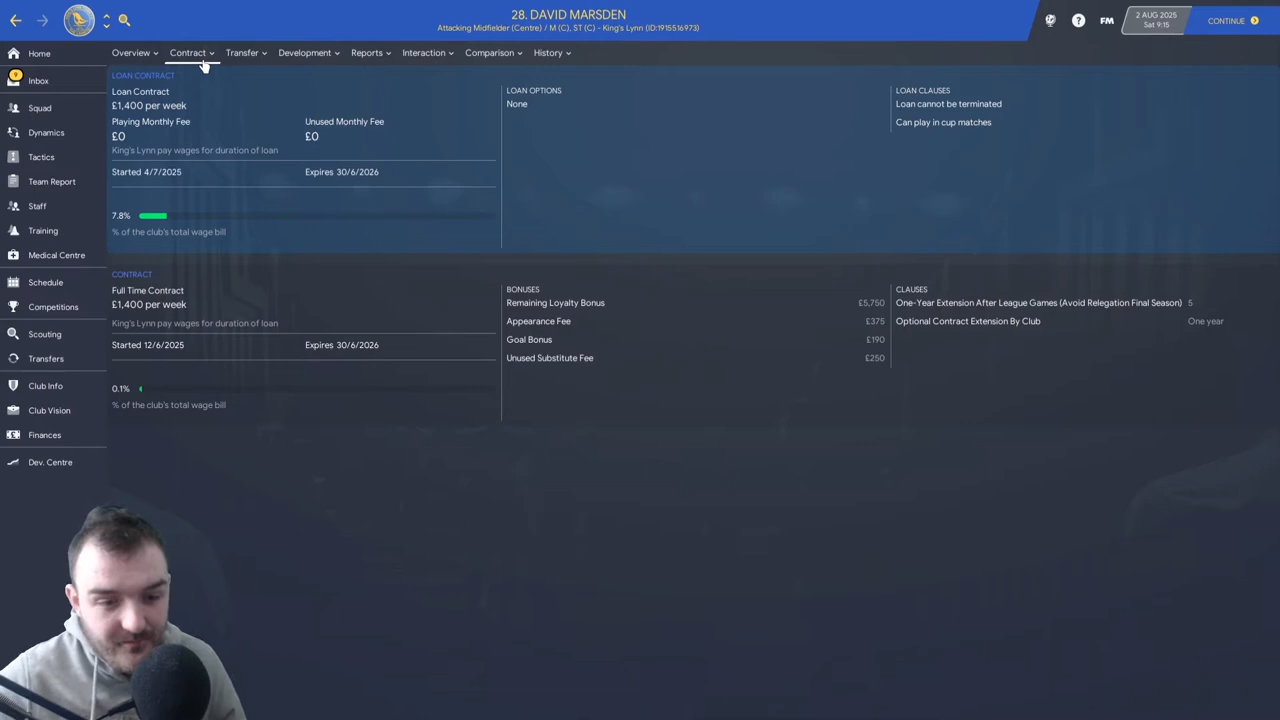 28. DAVID MARSDEN
Attacking Midfielder (Centre) / M (C), ST (C) - King's Lynn (ID:1915516973)
FM
2 AUG 2025
Sat 9:15
CONTINUE
Overview
Contract
Transfer
Development
Reports
Interaction
Comparison
History
Home
9
Inbox
Squad
Dynamics
Tactics
Team Report
Staff
Training
Medical Centre
Schedule
Competitions
Scouting
Transfers
Club Info
Club Vision
Finances
Dev. Centre
LOAN CONTRACT
Loan Contract
£1,400 per week
Playing Monthly Fee Unused Monthly Fee
£0 £0
King's Lynn pay wages for duration of loan
Started 4/7/2025 Expires 30/6/2026
7.8%
% of the club's total wage bill
LOAN OPTIONS
None
LOAN CLAUSES
Loan cannot be terminated
Can play in cup matches
CONTRACT
Full Time Contract
£1,400 per week
King's Lynn pay wages for duration of loan
Started 12/6/2025 Expires 30/6/2026
0.1%
% of the club's total wage bill
BONUSES
Remaining Loyalty Bonus £5,750
Appearance Fee £375
Goal Bonus £190
Unused Substitute Fee £250
CLAUSES
One-Year Extension After League Games (Avoid Relegation Final Season) 5
Optional Contract Extension By Club One year